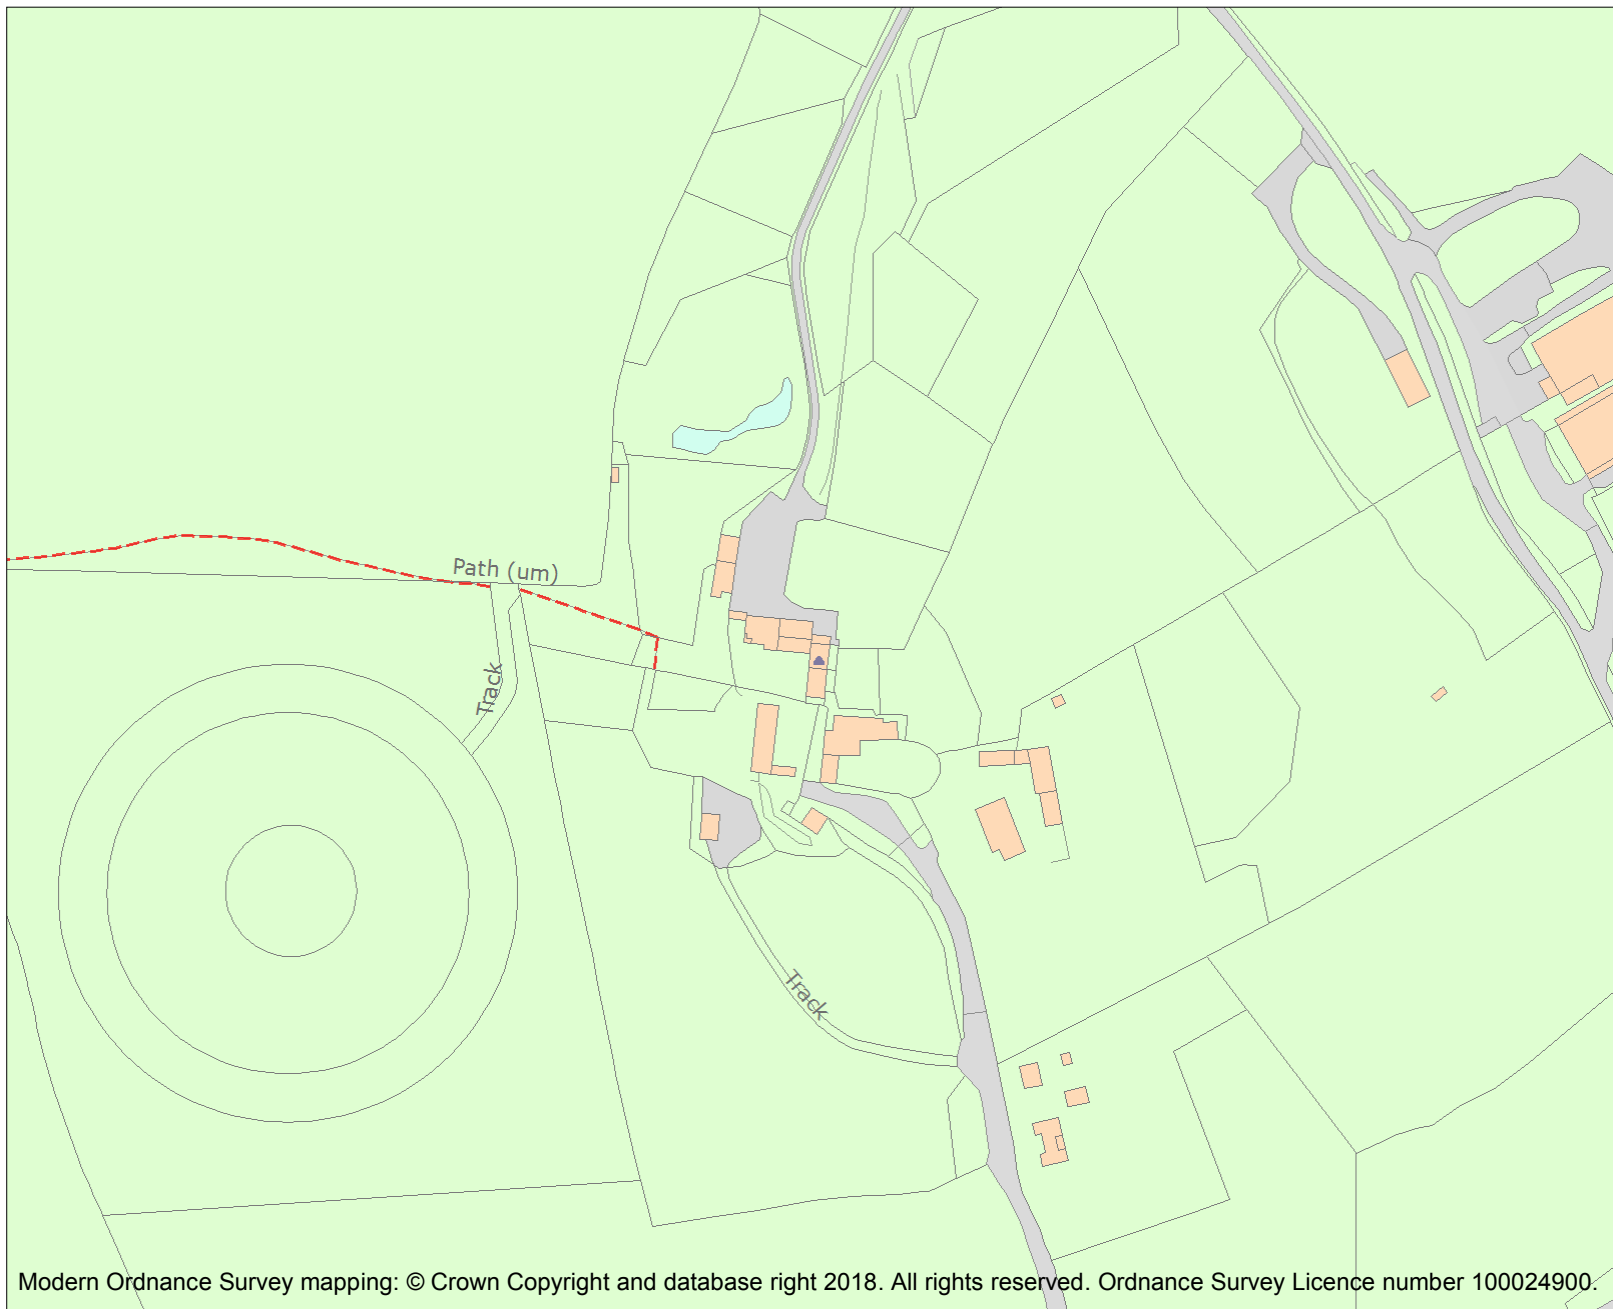 Path (um)
Track
Track
Modern Ordnance Survey mapping: © Crown Copyright and database right 2018. All rights reserved. Ordnance Survey Licence number 100024900.